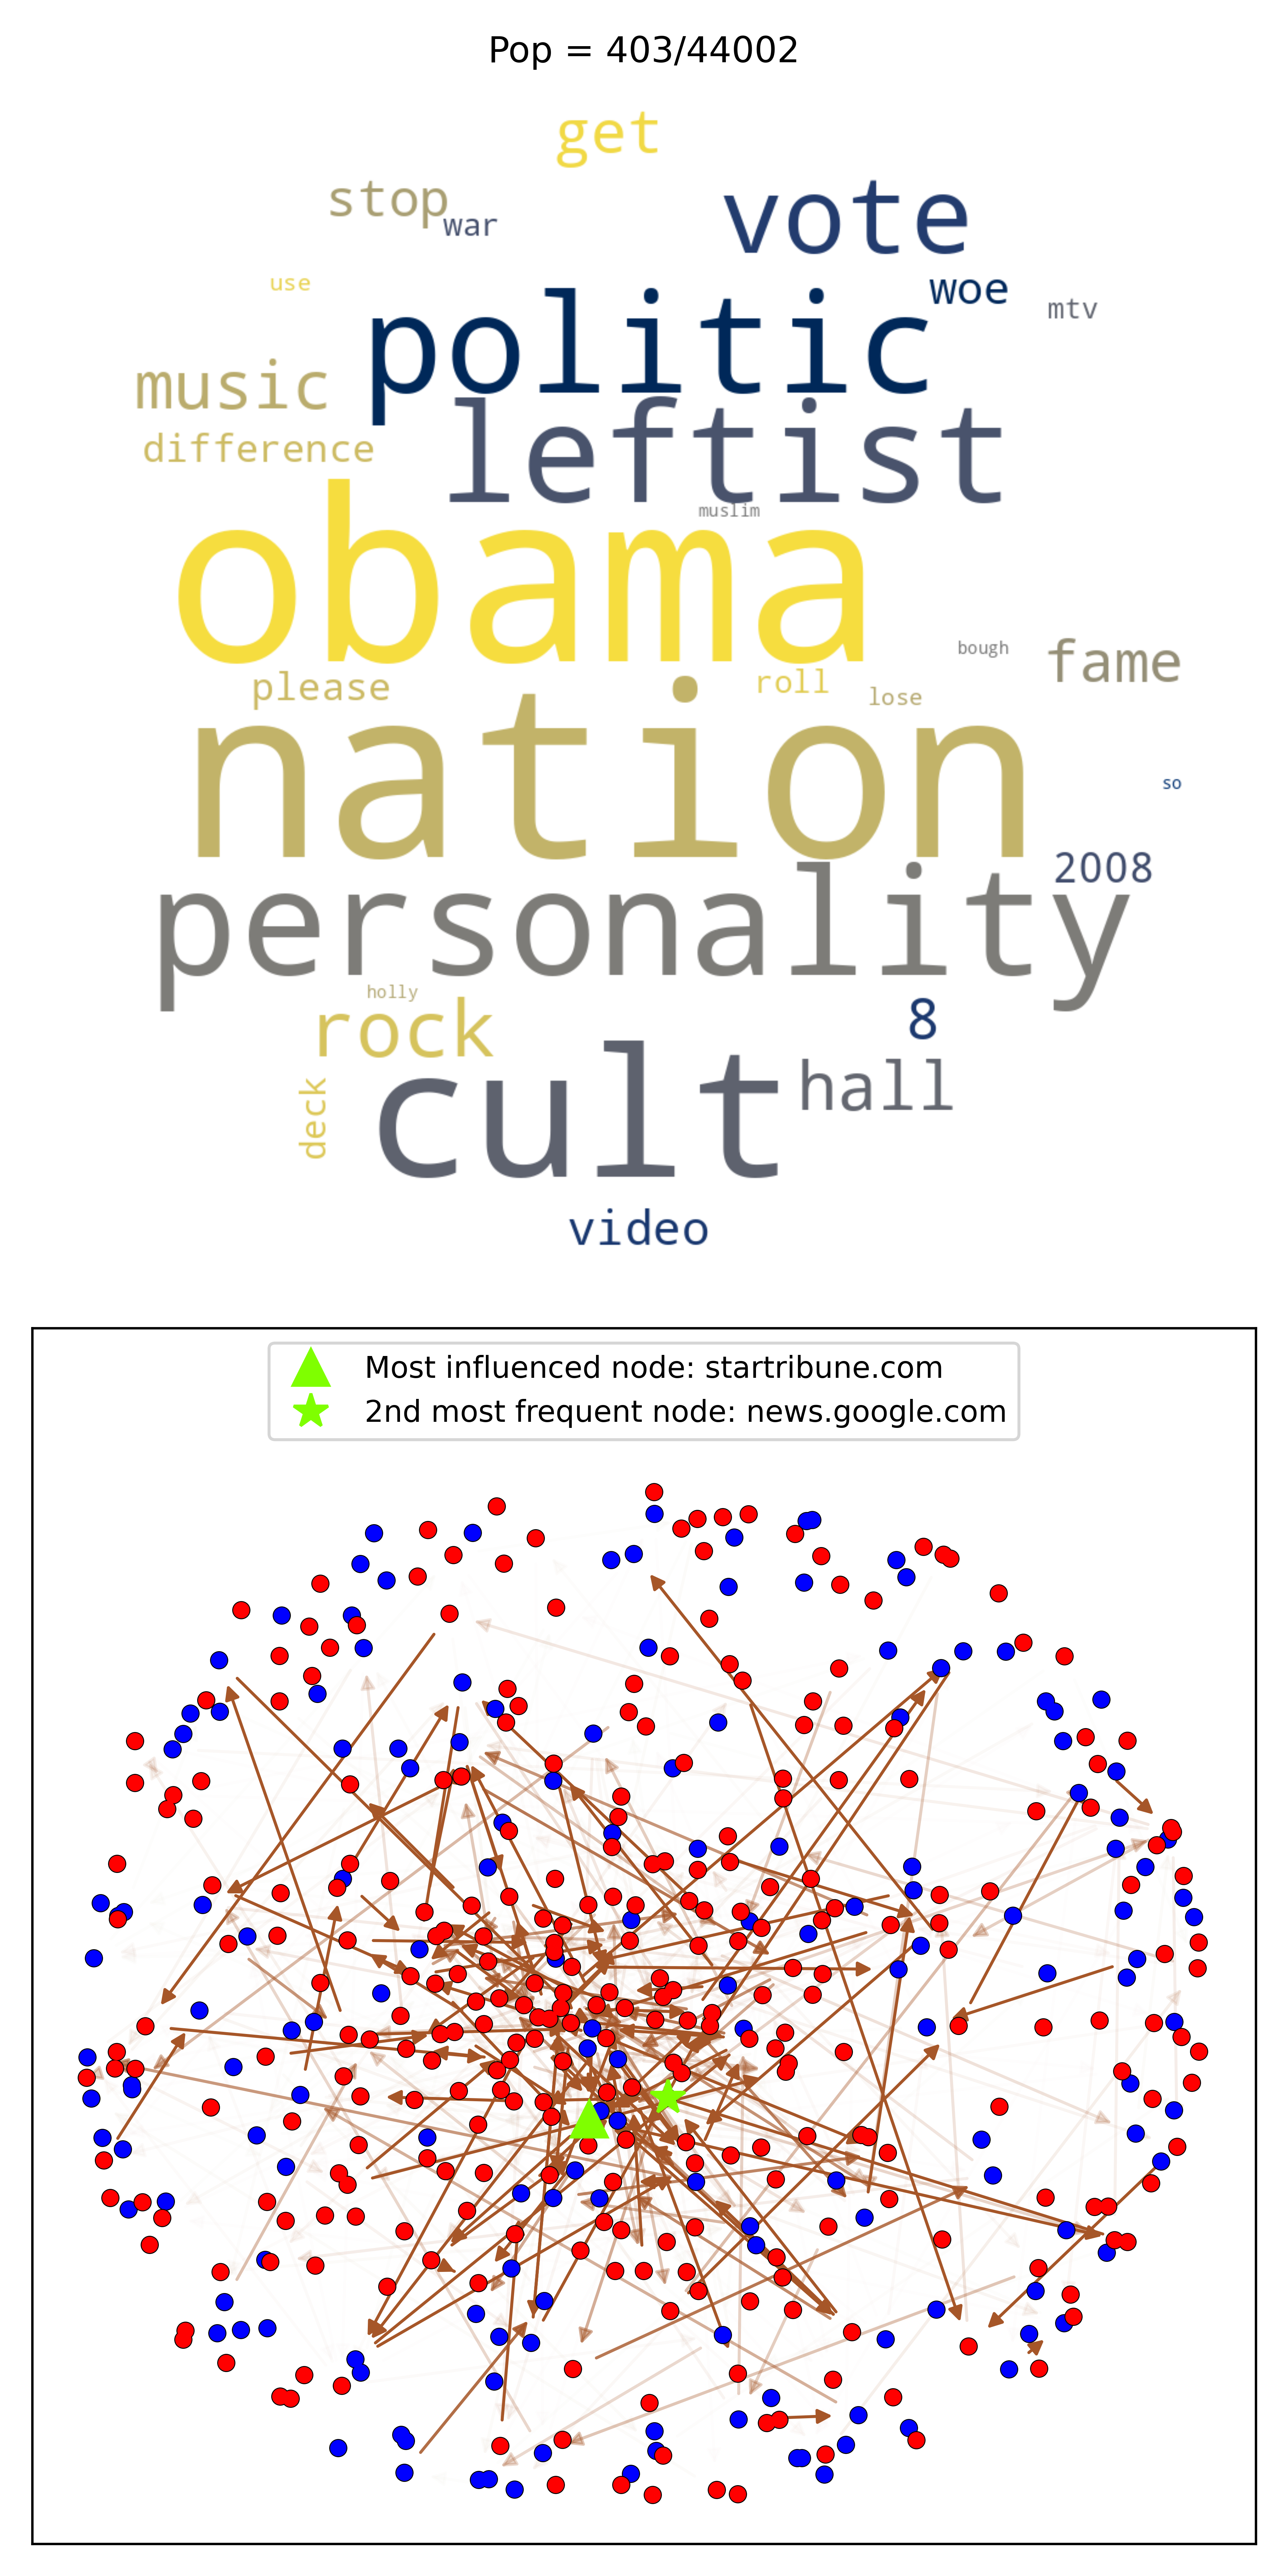 Pop = 403/44002
get
stop
vote
war
use
woe
mtv
politic
music
leftist
difference
muslim
obama
bough
fame
please
roll
lose
nation
so
2008
personality
holly
rock
8
deck
cult
hall
video
Most influenced node: startribune.com
2nd most frequent node: news.google.com